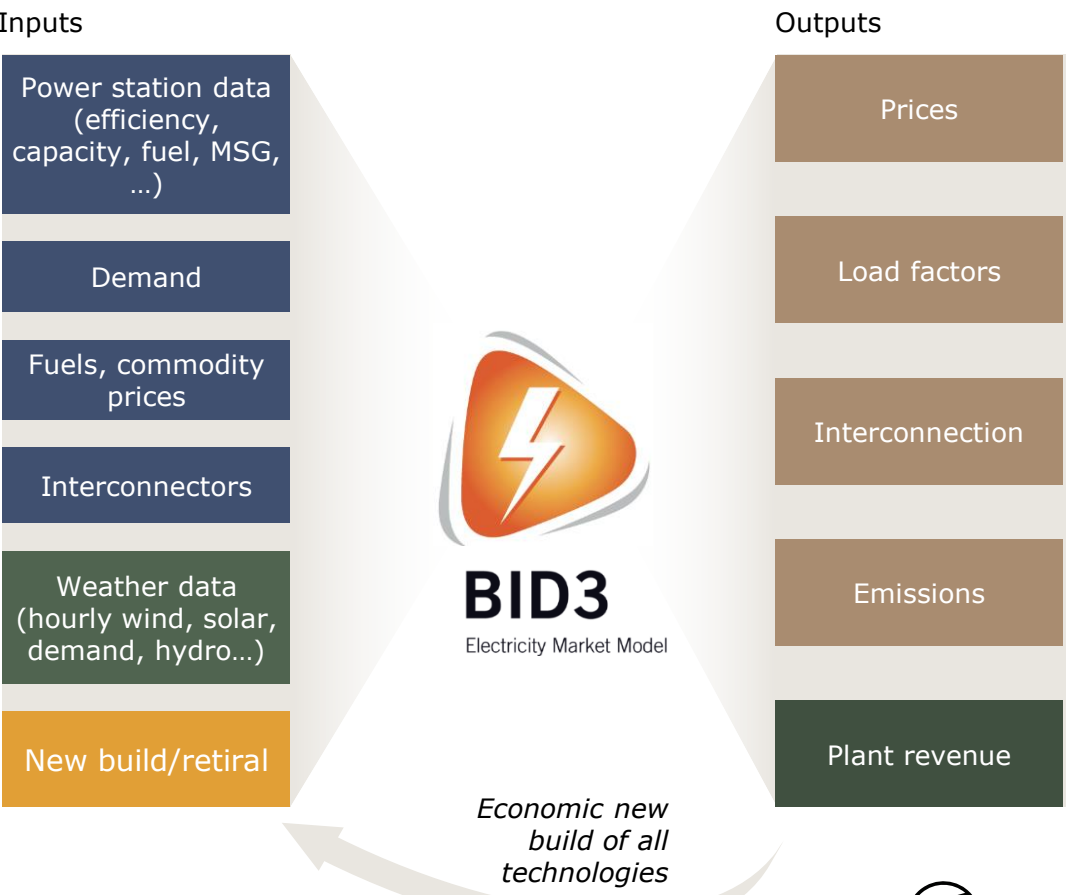 Inputs
Power station data
(efficiency,
capacity, fuel, MSG,
…)
Demand
Fuels, commodity
prices
Interconnectors
Weather data
(hourly wind, solar,
demand, hydro…)
New build/retiral
BID3
Electricity Market Model
Economic new
build of all
technologies
Outputs
Prices
Load factors
Interconnection
Emissions
Plant revenue